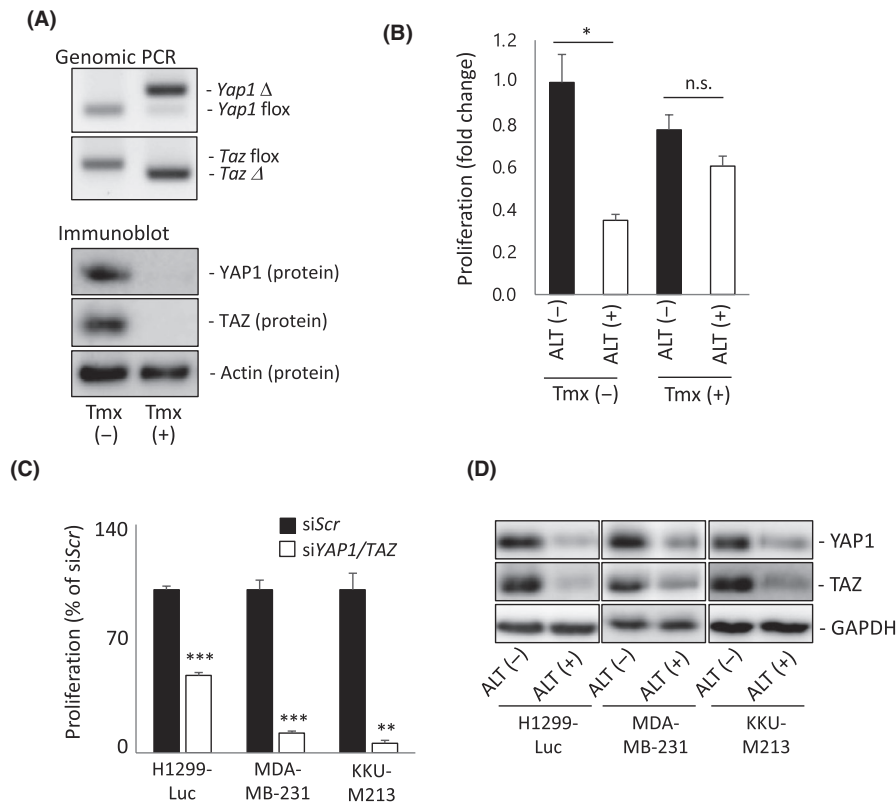 (A)
Genomic PCR
- Yap1 Δ
- Yap1 flox
- Taz flox
- Taz Δ
Immunoblot
- YAP1 (protein)
- TAZ (protein)
- Actin (protein)
Tmx Tmx
(−) (+)
(B)
Proliferation (fold change)
1.2
1.0
0.8
0.6
0.4
0.2
0.0
*
n.s.
ALT (−) ALT (+) ALT (−) ALT (+)
Tmx (−) Tmx (+)
(C)
Proliferation (% of siScr)
140
70
0
siScr
siYAP1/TAZ
***
***
**
H1299- MDA- KKU-
Luc MB-231 M213
(D)
- YAP1
- TAZ
- GAPDH
ALT (−) ALT (+) ALT (−) ALT (+) ALT (−) ALT (+)
H1299- MDA- KKU-
Luc MB-231 M213